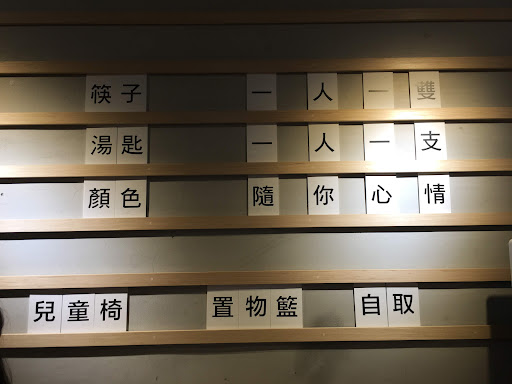 筷子 一人一雙
湯匙 一人一支
顏色 隨你心情
兒童椅 置物籃 自取